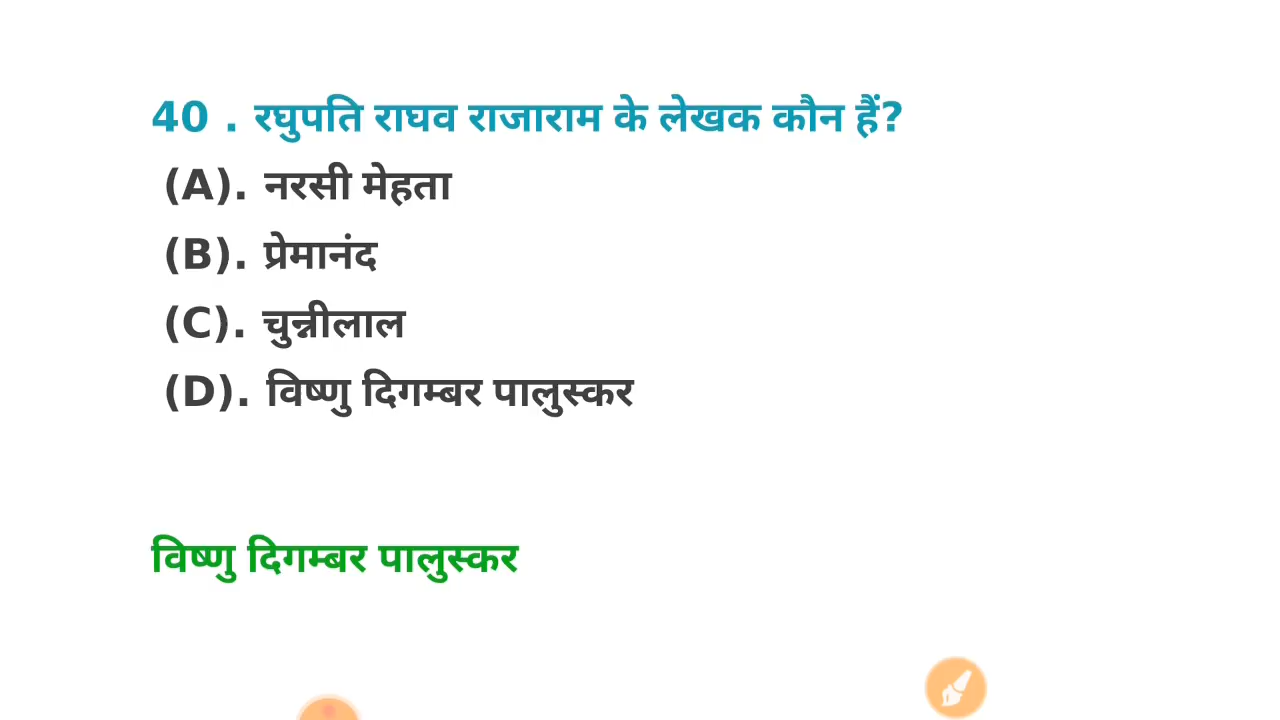 40 . रघुपति राघव राजाराम के लेखक कौन हैं?
(A). नरसी मेहता
(B). प्रेमानंद
(C). चुन्नीलाल
(D). विष्णु दिगम्बर पालुस्कर
विष्णु दिगम्बर पालुस्कर